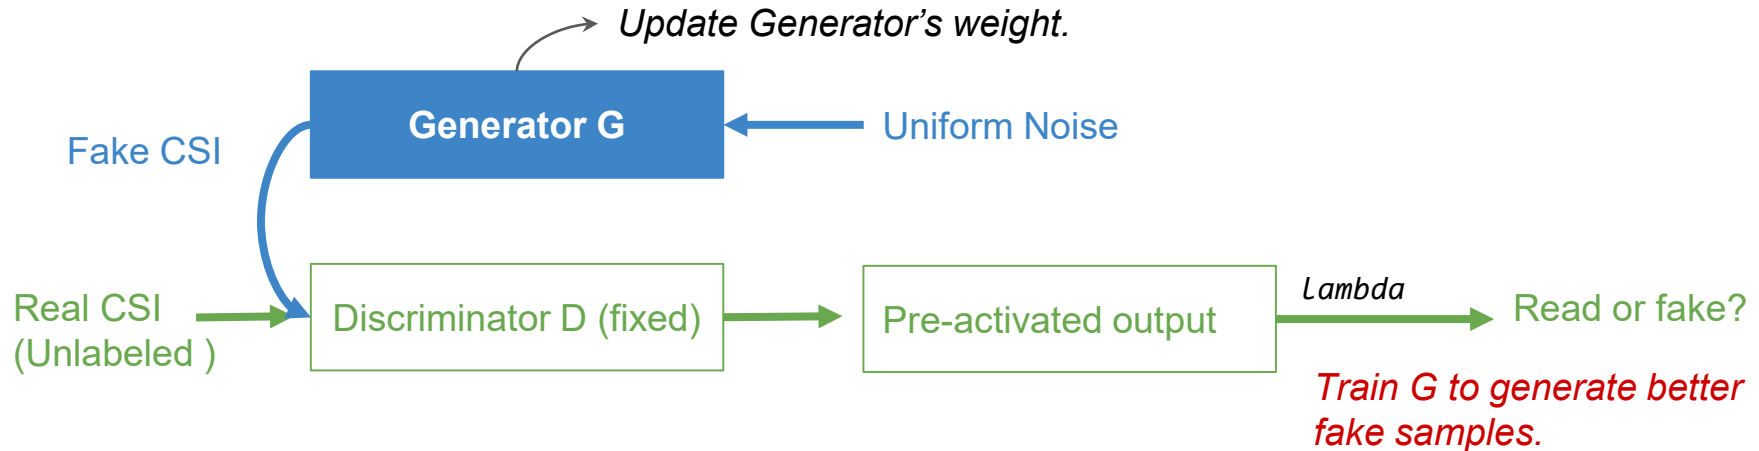 Update Generator’s weight.
Generator G
Uniform Noise
Fake CSI
Real CSI
(Unlabeled )
Discriminator D (fixed)
Pre-activated output
lambda
Read or fake?
Train G to generate better
fake samples.